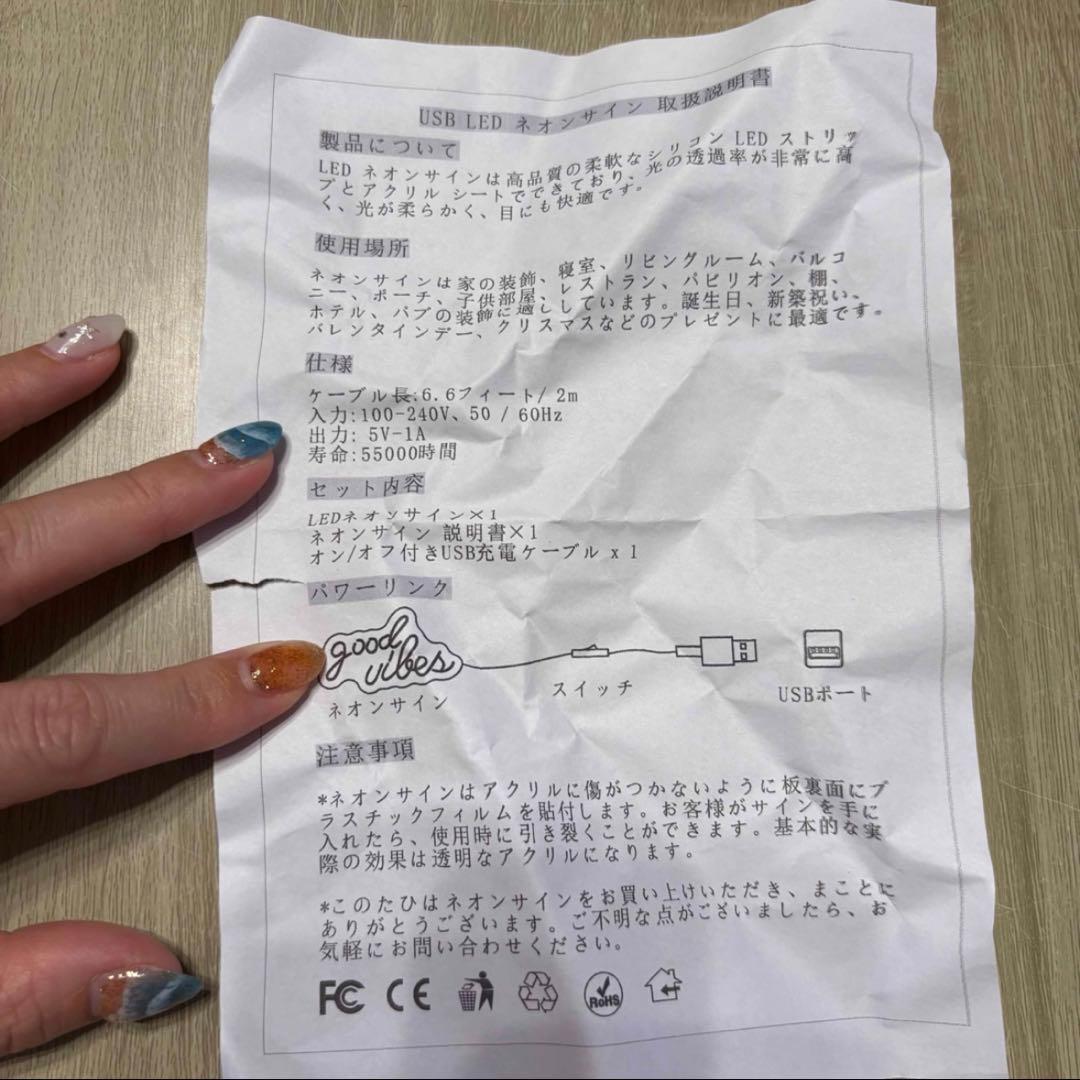 USB LED ネオンサイン 取扱説明書
製品について
LED ネオンサインは高品質の柔軟なシリコン LED ストリッ
プとアクリル シートでできており、光の透過率が非常に高
く、光が柔らかく、目にも快適です。
使用場所
ネオンサインは家の装飾、寝室、リビングルーム、バルコ
ニー、ポーチ、子供部屋、レストラン、パビリオン、棚、
ホテル、パブの装飾に適しています。誕生日、新築祝い、
バレンタインデー、クリスマスなどのプレゼントに最適です。
仕様
ケーブル長:6.6フィート/ 2m
入力:100-240V、50 / 60Hz
出力: 5V-1A
寿命:55000時間
セット内容
LEDネオンサイン×1
ネオンサイン 説明書×1
オン/オフ付きUSB充電ケーブル x 1
パワーリンク
good
vibes
ネオンサイン
スイッチ
USBポート
注意事項
*ネオンサインはアクリルに傷がつかないように板裏面にプ
ラスチックフィルムを貼付します。お客様がサインを手に
入れたら、使用時に引き裂くことができます。基本的な実
際の効果は透明なアクリルになります。
*このたびはネオンサインをお買い上げいただき、まことに
ありがとうございます。ご不明な点がございましたら、お
気軽にお問い合わせください。
FC CE RoHS